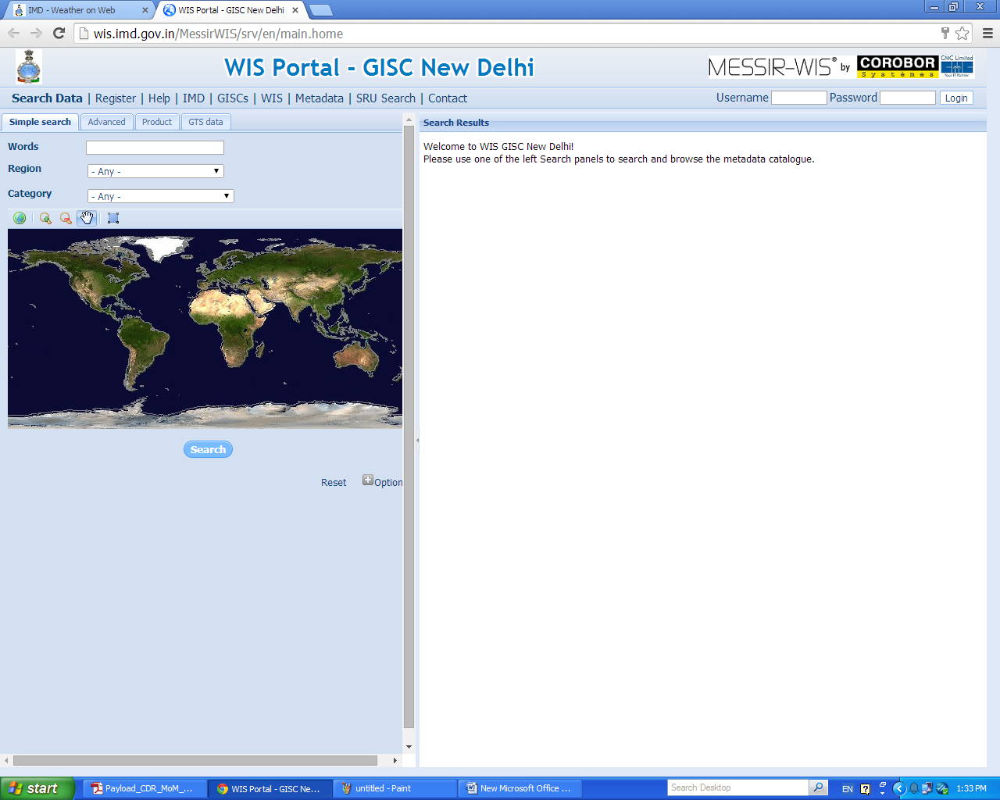 IMD - Weather on Web
WIS Portal - GISC New Delhi
wis.imd.gov.in/MessirWIS/srv/en/main.home
WIS Portal - GISC New Delhi
MESSIR-WIS® by COROBOR Systèmes
CMC Limited
Your IT Partner
Search Data | Register | Help | IMD | GISCs | WIS | Metadata | SRU Search | Contact
Username Password Login
Simple search Advanced Product GTS data
Words
Region - Any -
Category - Any -
Search
Reset Option
Search Results
Welcome to WIS GISC New Delhi!
Please use one of the left Search panels to search and browse the metadata catalogue.
start Payload_CDR_MoM_... WIS Portal - GISC Ne... untitled - Paint New Microsoft Office ... Search Desktop EN 1:33 PM